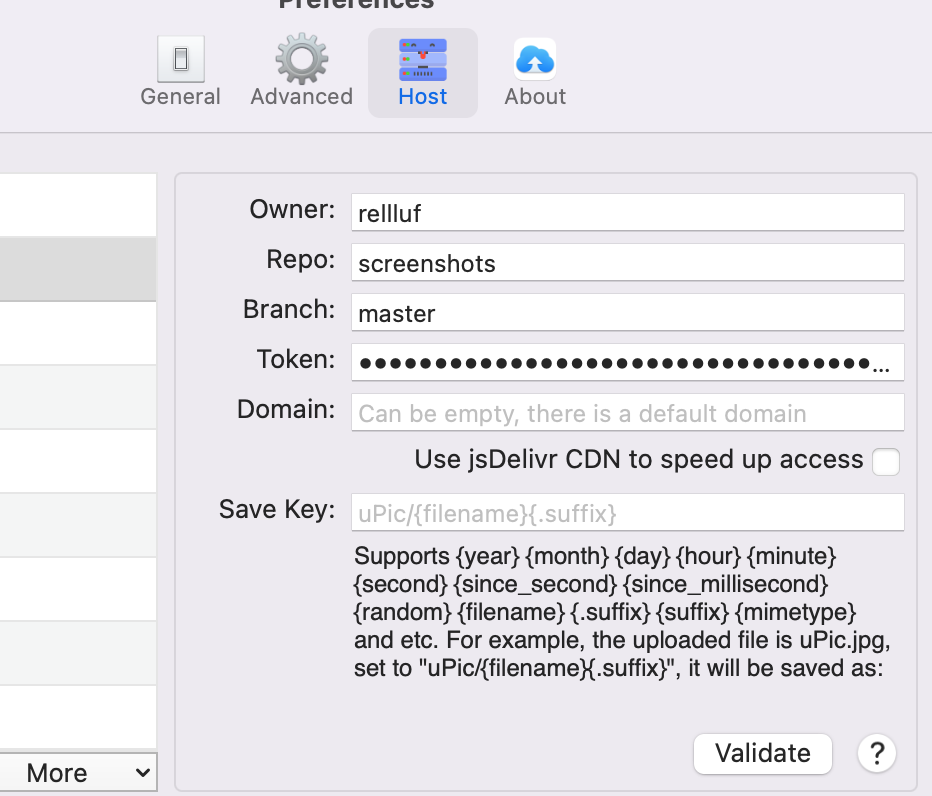 Preferences
General
Advanced
Host
About
Owner: rellluf
Repo: screenshots
Branch: master
Token: ●●●●●●●●●●●●●●●●●●●●●●●●●●●●●●●●●●...
Domain: Can be empty, there is a default domain
Use jsDelivr CDN to speed up access
Save Key: uPic/{filename}{.suffix}
Supports {year} {month} {day} {hour} {minute}
{second} {since_second} {since_millisecond}
{random} {filename} {.suffix} {suffix} {mimetype}
and etc. For example, the uploaded file is uPic.jpg,
set to "uPic/{filename}{.suffix}", it will be saved as:
More
Validate
?